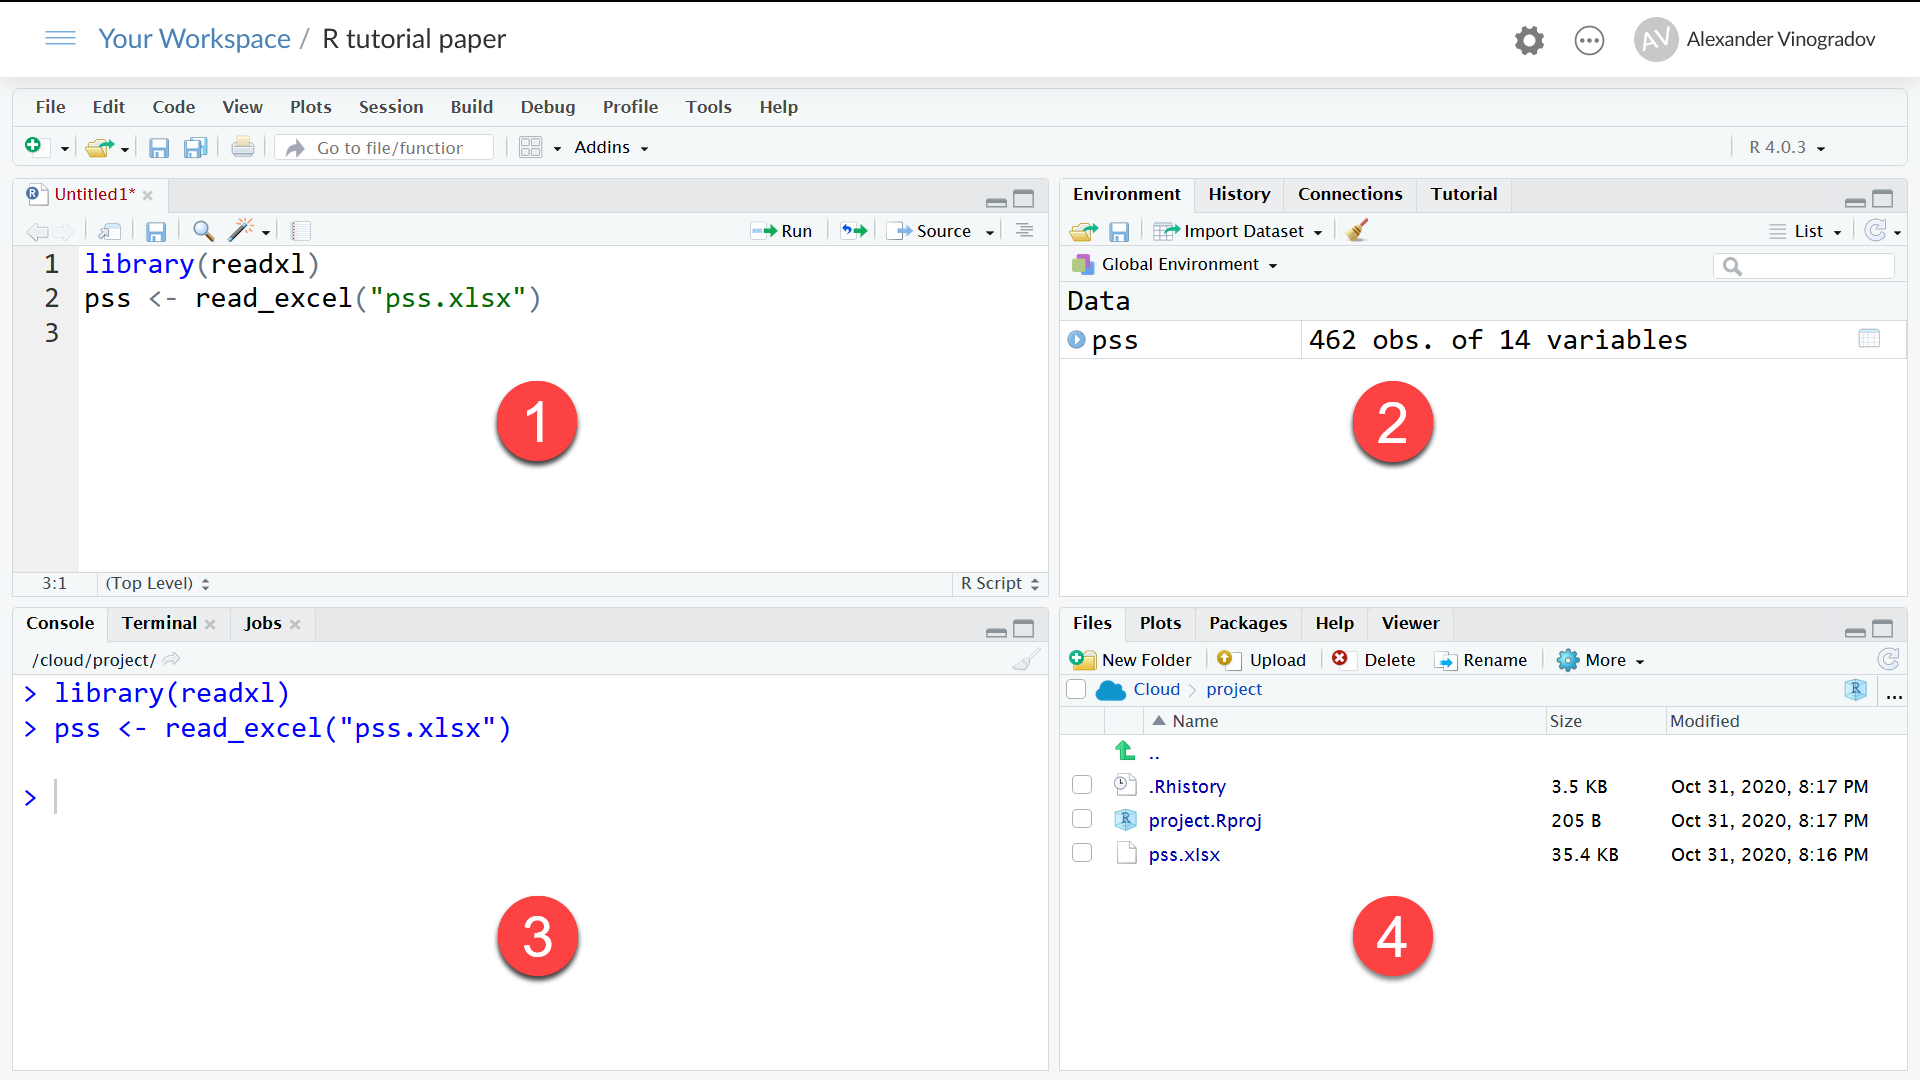 Your Workspace / R tutorial paper
AV Alexander Vinogradov
File Edit Code View Plots Session Build Debug Profile Tools Help
Go to file/function Addins R 4.0.3
Untitled1*
Run Source
1 library(readxl)
2 pss <- read_excel("pss.xlsx")
3
1
3:1 (Top Level) R Script
Environment History Connections Tutorial
Import Dataset List
Global Environment
Data
pss 462 obs. of 14 variables
2
Console Terminal Jobs
/cloud/project/
> library(readxl)
> pss <- read_excel("pss.xlsx")
>
3
Files Plots Packages Help Viewer
New Folder Upload Delete Rename More
Cloud project R ...
Name Size Modified
..
.Rhistory 3.5 KB Oct 31, 2020, 8:17 PM
project.Rproj 205 B Oct 31, 2020, 8:17 PM
pss.xlsx 35.4 KB Oct 31, 2020, 8:16 PM
4